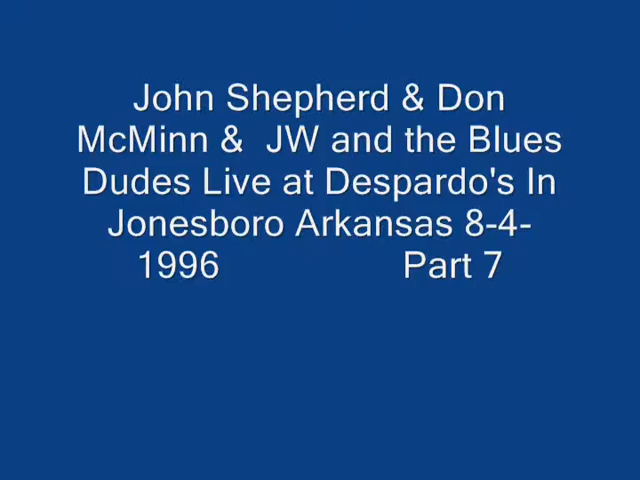 John Shepherd & Don
McMinn &  JW and the Blues
Dudes Live at Despardo's In
Jonesboro Arkansas 8-4-
1996 Part 7